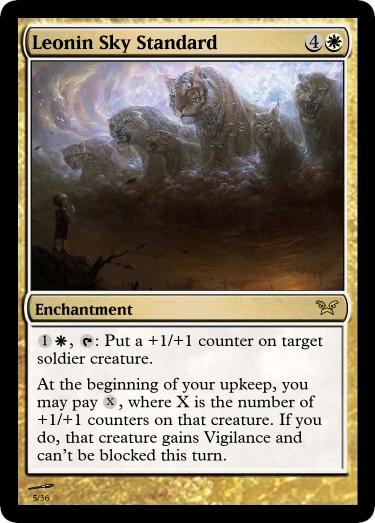 Leonin Sky Standard 4
Enchantment
1, : Put a +1/+1 counter on target
soldier creature.
At the beginning of your upkeep, you
may pay X, where X is the number of
+1/+1 counters on that creature. If you
do, that creature gains Vigilance and
can't be blocked this turn.
5/36